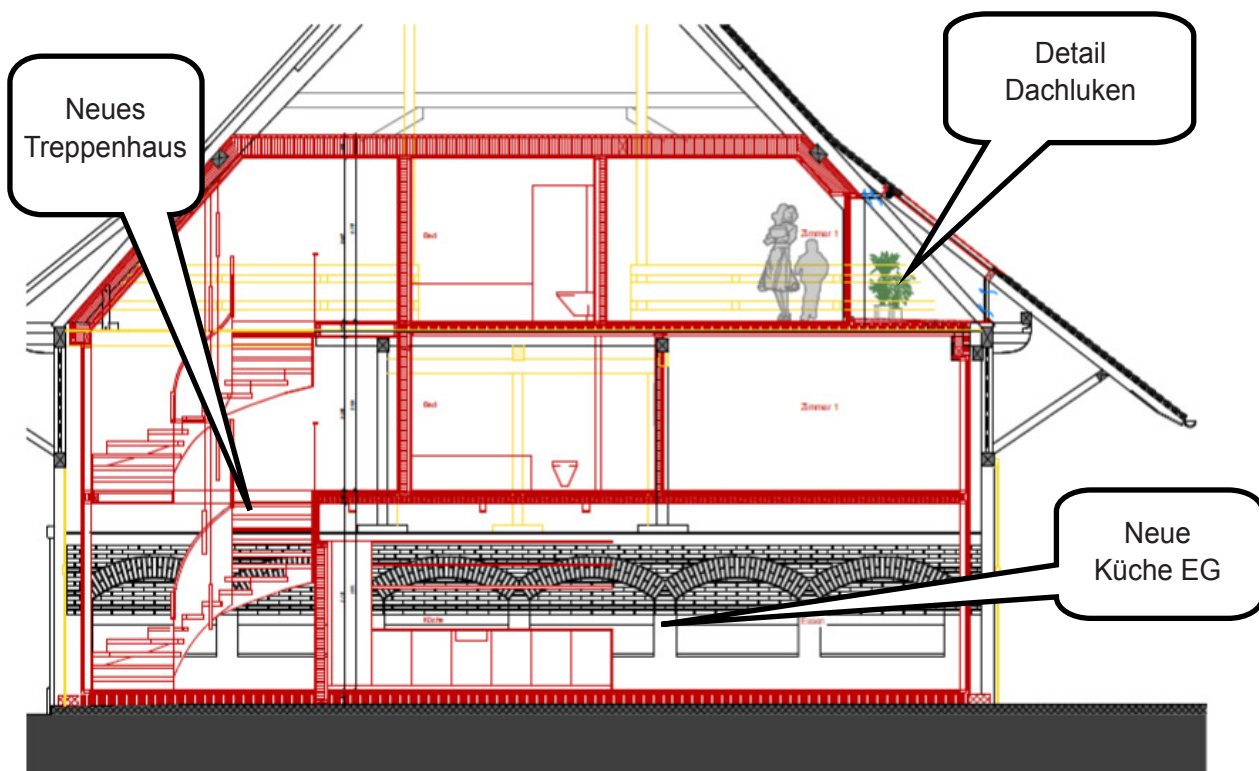 Neues
Treppenhaus
Detail
Dachluken
Bad
Zimmer 1
Bad
Zimmer 1
Neue
Küche EG
Küche
Essen